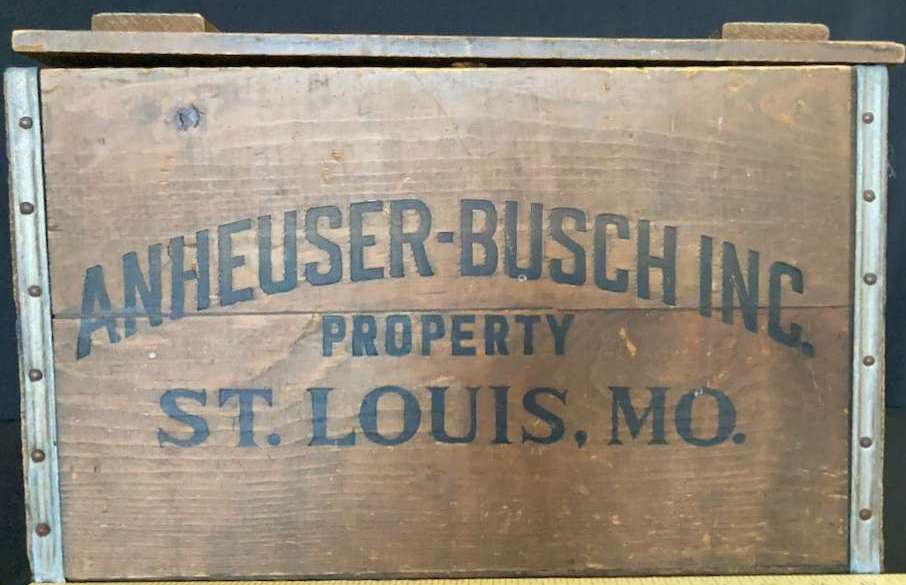 ANHEUSER-BUSCH INC.
PROPERTY
ST. LOUIS, MO.